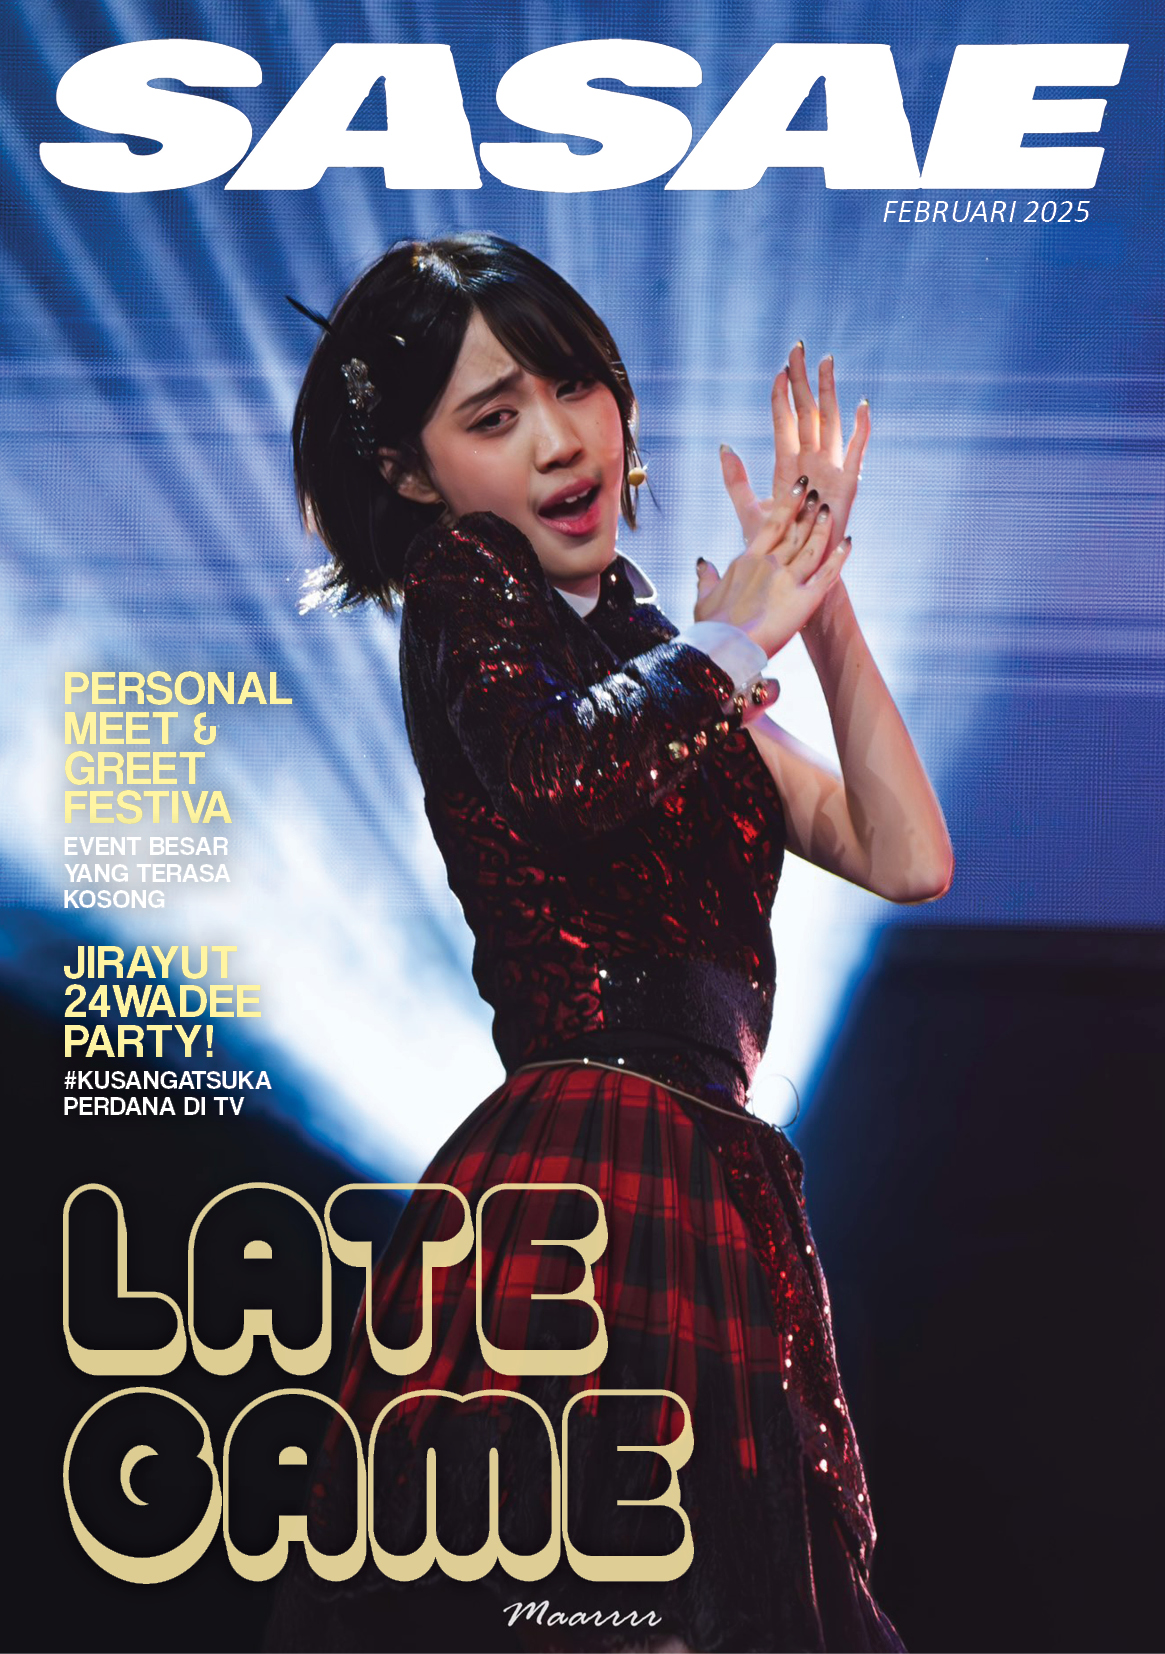 SASAE
FEBRUARI 2025
PERSONAL
MEET &
GREET
FESTIVA
EVENT BESAR
YANG TERASA
KOSONG
JIRAYUT
24WADEE
PARTY!
#KUSANGATSUKA
PERDANA DI TV
LATE
GAME
Maarrrr